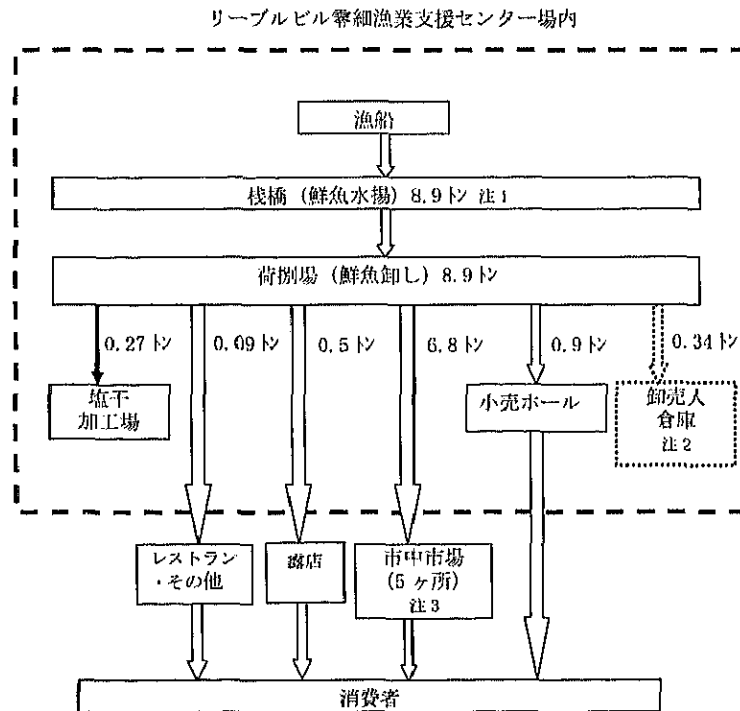 リーブルビル零細漁業支援センター場内
漁船
桟橋（鮮魚水揚）8.9トン 注1
荷捌場（鮮魚卸し）8.9トン
0.27トン
0.09トン
0.5トン
6.8トン
0.9トン
0.34トン
塩干
加工場
小売ホール
卸売人
倉庫
注2
レストラン
・その他
露店
市中市場
(5ヶ所)
注3
消費者